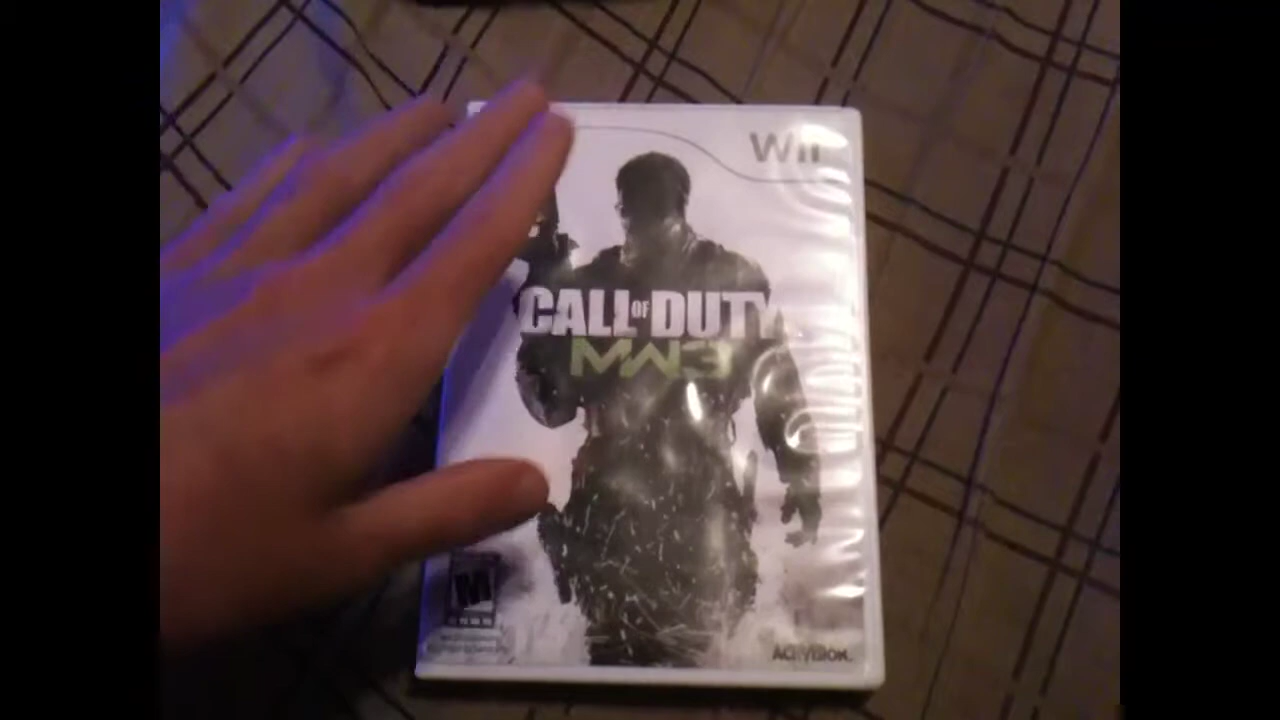 Wii
CALL OF DUTY
MW3
M
ACTIVISION.